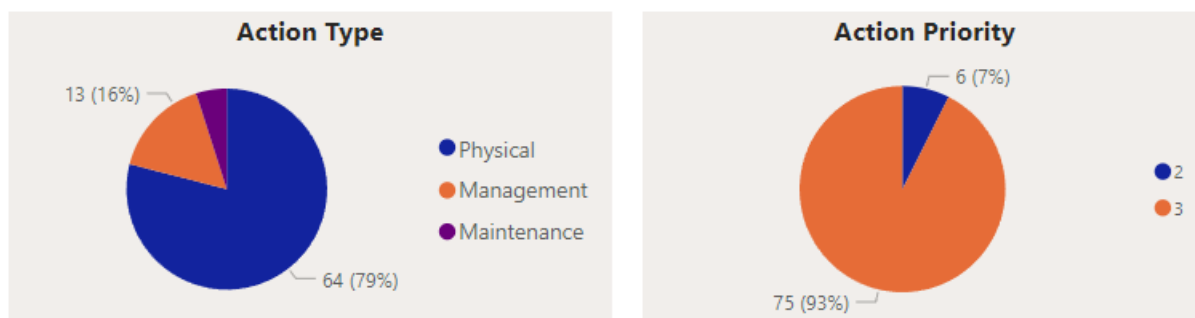 Action Type
13 (16%)
Physical
Management
Maintenance
64 (79%)
Action Priority
6 (7%)
2
3
75 (93%)